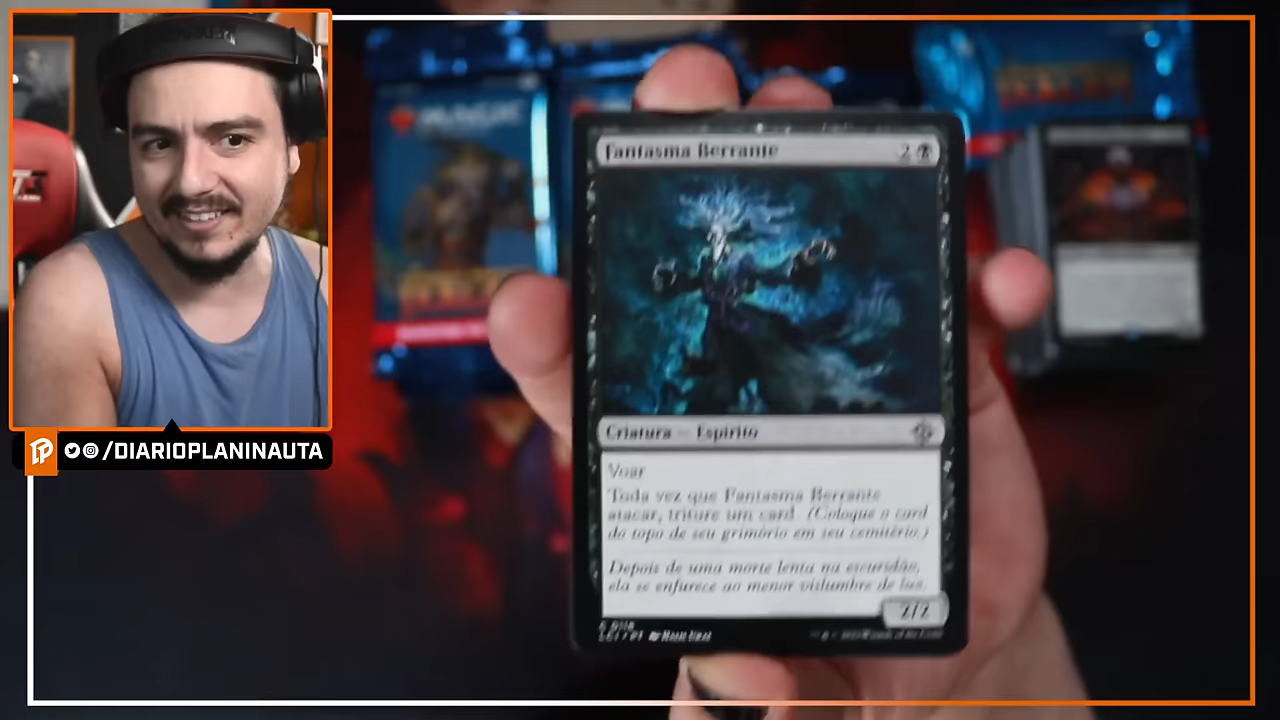 /DIARIOPLANINAUTA
MAGIC
Fantasma Berrante 2
Criatura — Espírito
Voar
Toda vez que Fantasma Berrante
atacar, triture um card. (Coloque o card
do topo de seu grimório em seu cemitério.)
Depois de uma morte lenta na escuridão,
ela se enfurece ao menor vislumbre de luz.
2/2